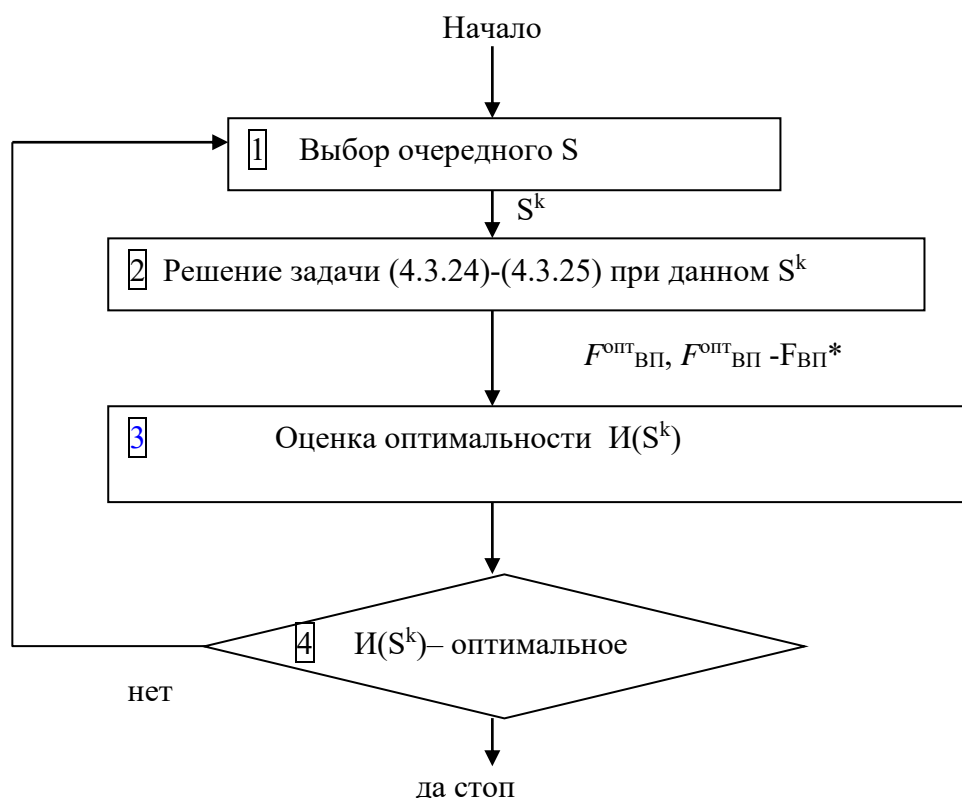 Начало
1 Выбор очередного S
S^k
2 Решение задачи (4.3.24)-(4.3.25) при данном S^k
F^опт_ВП, F^опт_ВП -F_ВП*
3 Оценка оптимальности И(S^k)
4 И(S^k)– оптимальное
нет
да стоп